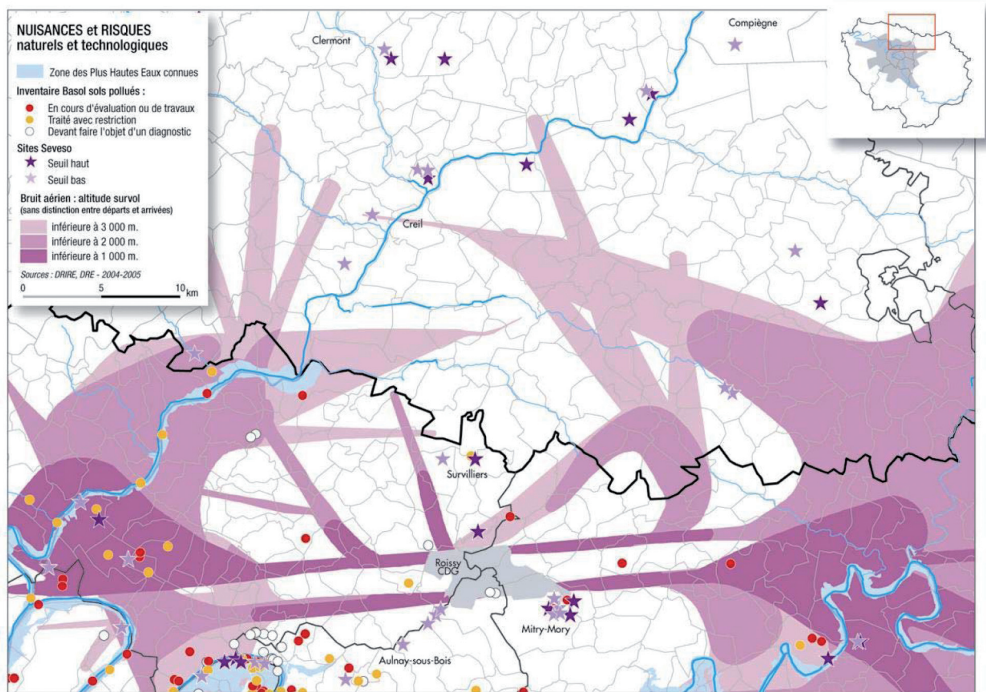 NUISANCES et RISQUES
naturels et technologiques
Zone des Plus Hautes Eaux connues
Inventaire Basol sols pollués :
En cours d'évaluation ou de travaux
Traité avec restriction
Devant faire l'objet d'un diagnostic
Sites Seveso
Seuil haut
Seuil bas
Bruit aérien : altitude survol
(sans distinction entre départs et arrivées)
inférieure à 3 000 m.
inférieure à 2 000 m.
inférieure à 1 000 m.
Sources : DRIRE, DRE - 2004-2005
0 5 10 km
Clermont
Compiègne
Creil
Survilliers
Roissy
CDG
Mitry-Mory
Aulnay-sous-Bois